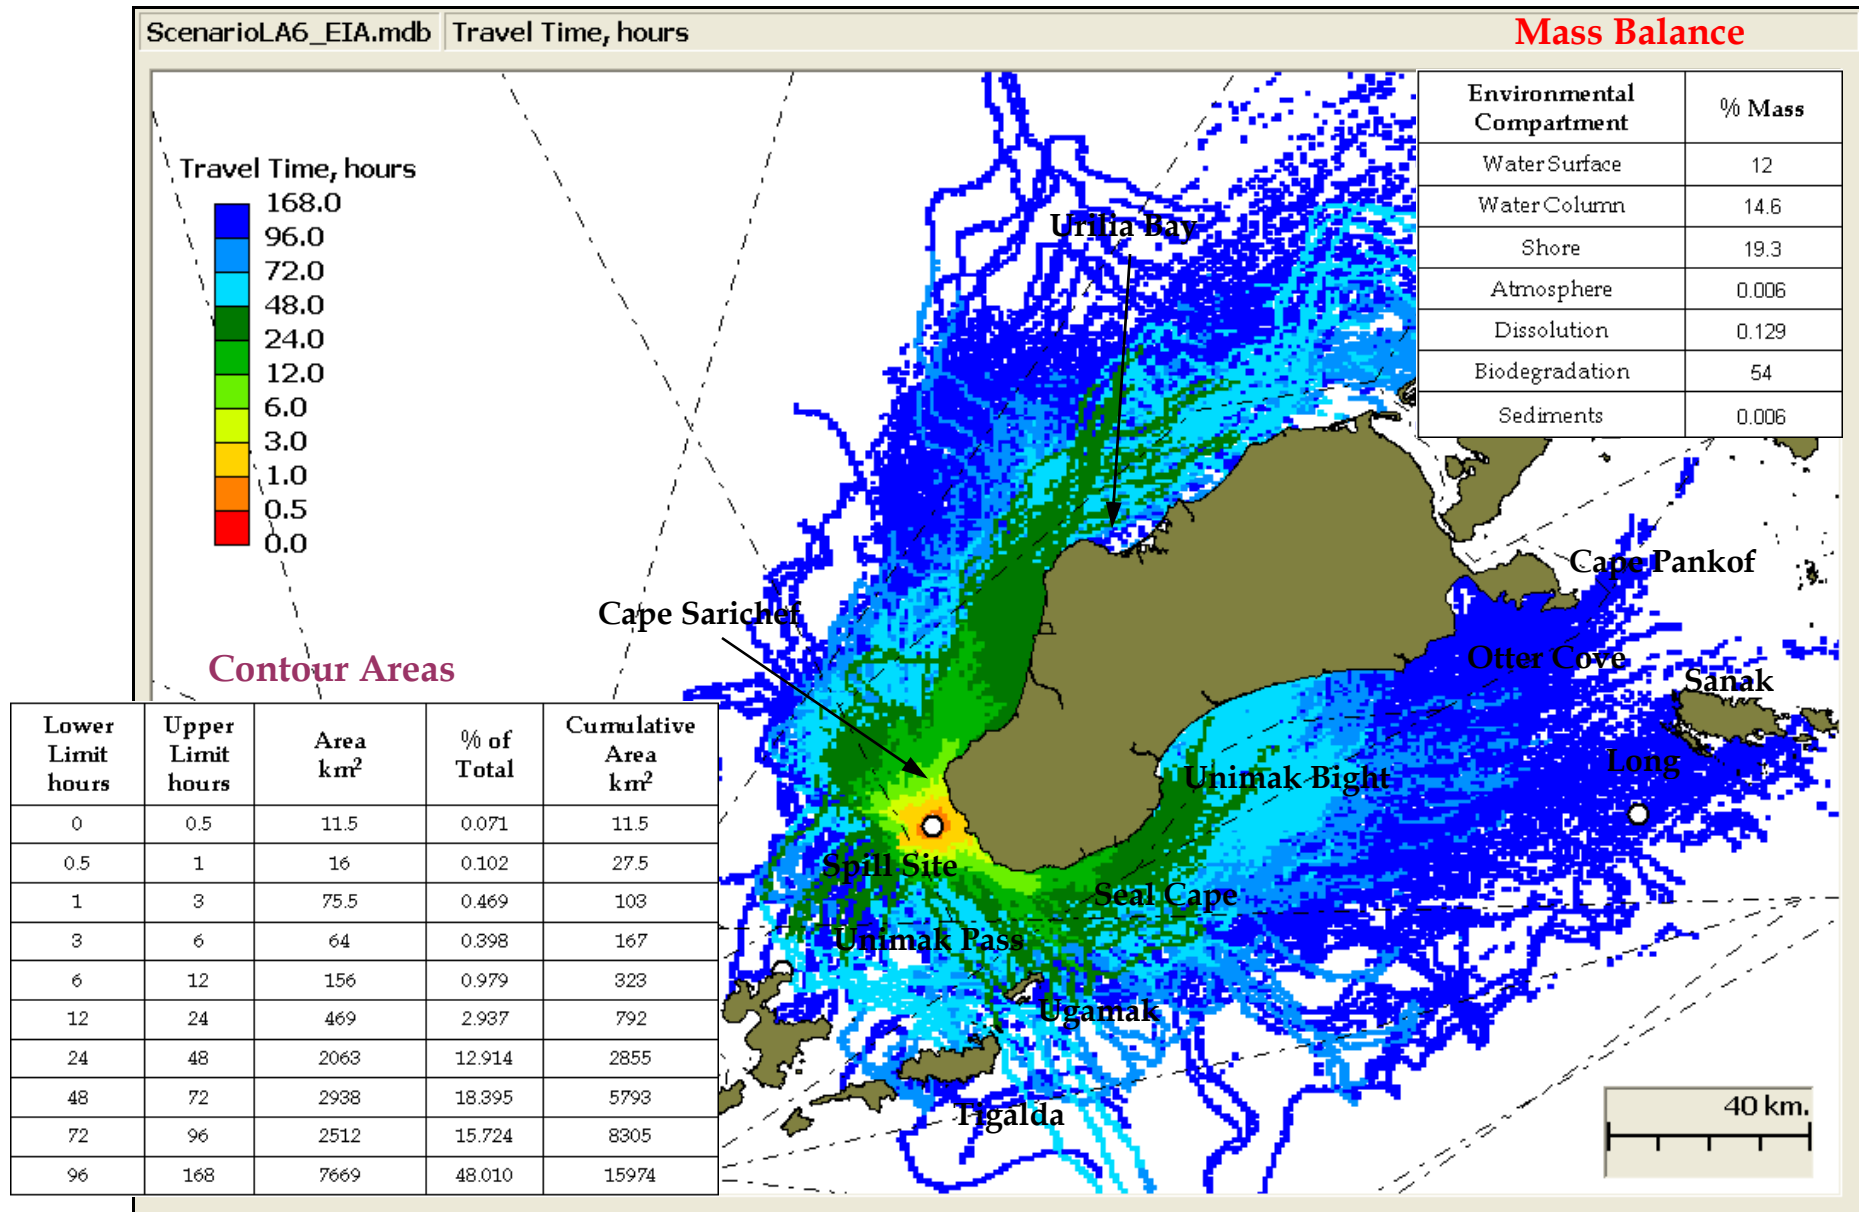 ScenarioLA6_EIA.mdb Travel Time, hours Mass Balance
Environmental Compartment % Mass
Water Surface 12
Water Column 14.6
Shore 19.3
Atmosphere 0.006
Dissolution 0.129
Biodegradation 54
Sediments 0.006
Travel Time, hours
168.0
96.0
72.0
48.0
24.0
12.0
6.0
3.0
1.0
0.5
0.0
Urilia Bay
Cape Pankof
Cape Sarichef
Otter Cove
Sanak
Long
Unimak Bight
Spill Site
Seal Cape
Unimak Pass
Ugamak
Tigalda
40 km.
Contour Areas
Lower Limit hours Upper Limit hours Area km² % of Total Cumulative Area km²
0 0.5 11.5 0.071 11.5
0.5 1 16 0.102 27.5
1 3 75.5 0.469 103
3 6 64 0.398 167
6 12 156 0.979 323
12 24 469 2.937 792
24 48 2063 12.914 2855
48 72 2938 18.395 5793
72 96 2512 15.724 8305
96 168 7669 48.010 15974